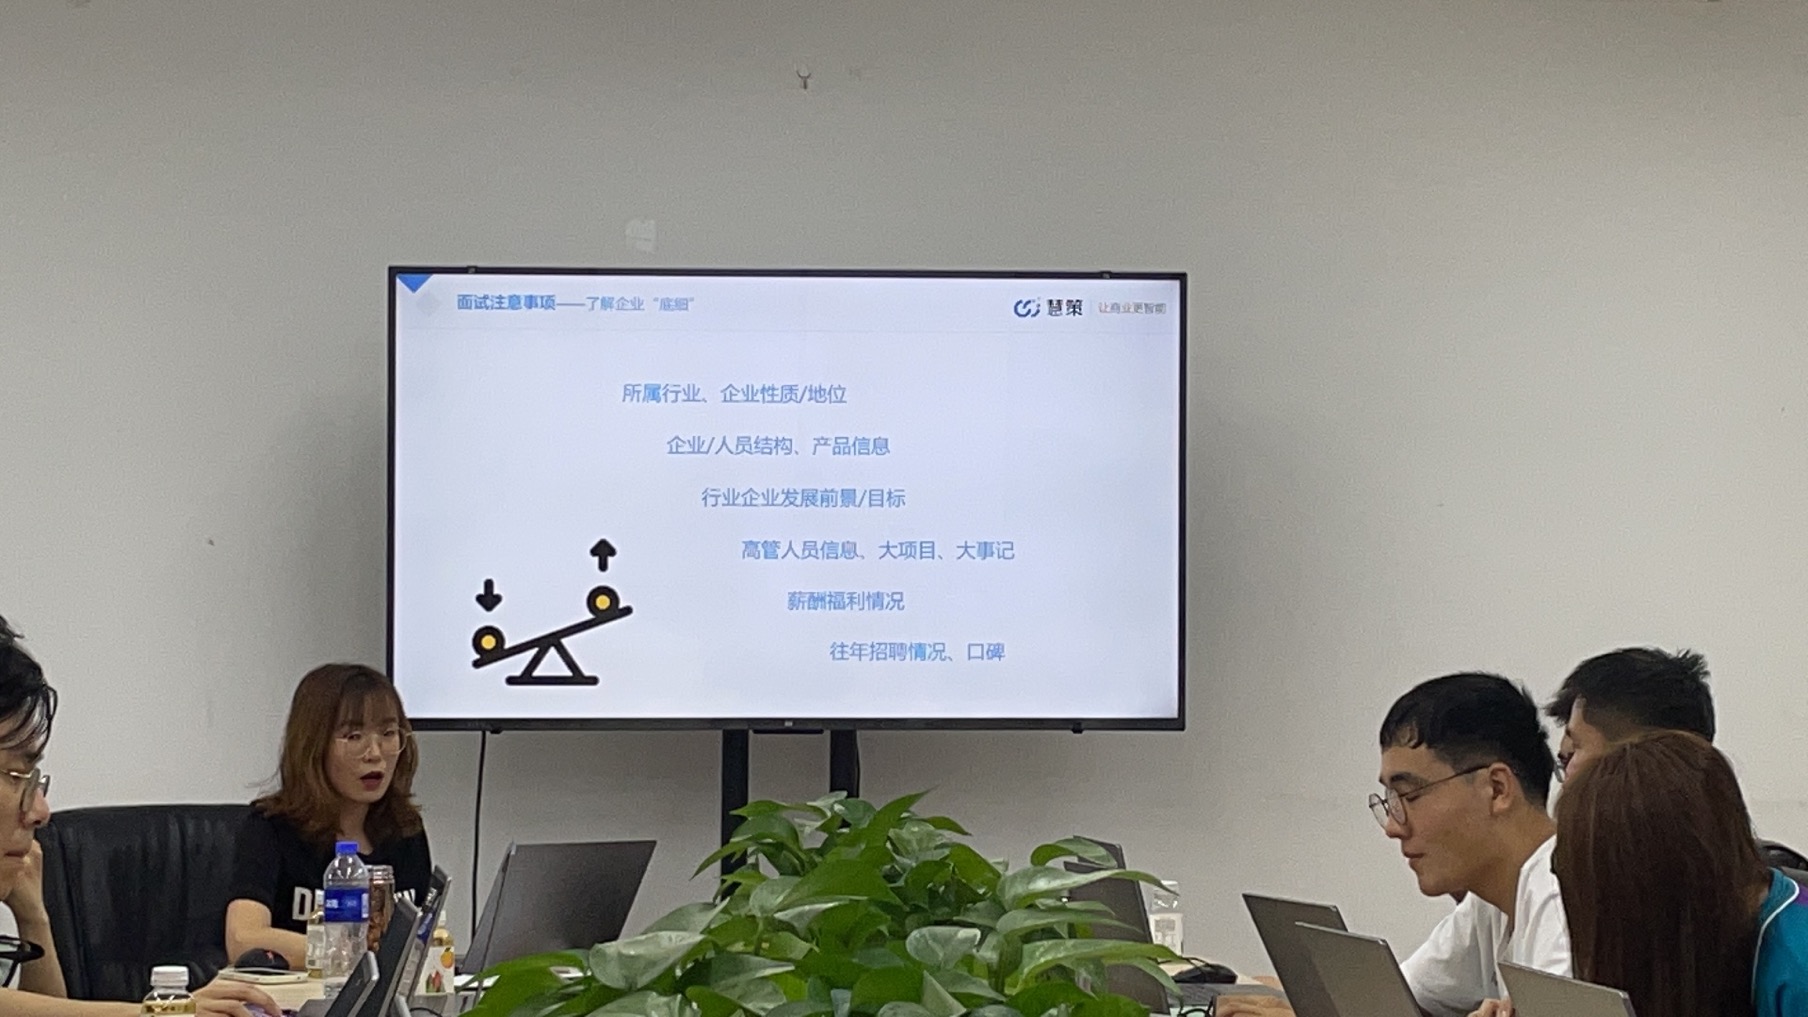 面试注意事项——了解企业“底细”
慧策 让商业更智能
所属行业、企业性质/地位
企业/人员结构、产品信息
行业企业发展前景/目标
高管人员信息、大项目、大事记
薪酬福利情况
往年招聘情况、口碑